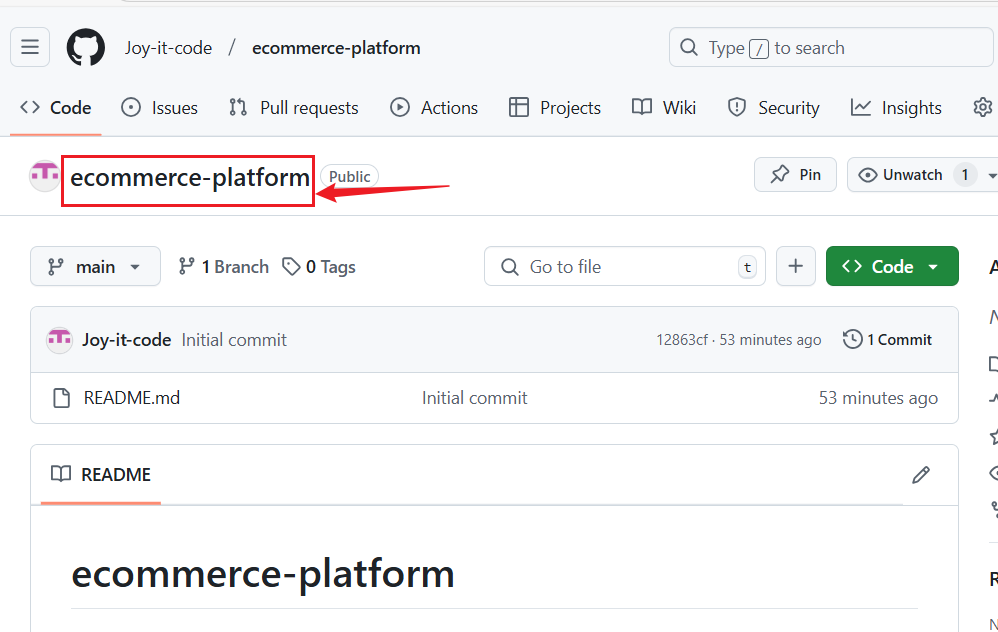 Joy-it-code / ecommerce-platform
Type / to search
Code Issues Pull requests Actions Projects Wiki Security Insights
ecommerce-platform Public
Pin Unwatch 1
main 1 Branch 0 Tags
Go to file t
Code
Joy-it-code Initial commit 12863cf · 53 minutes ago 1 Commit
README.md Initial commit 53 minutes ago
README
ecommerce-platform